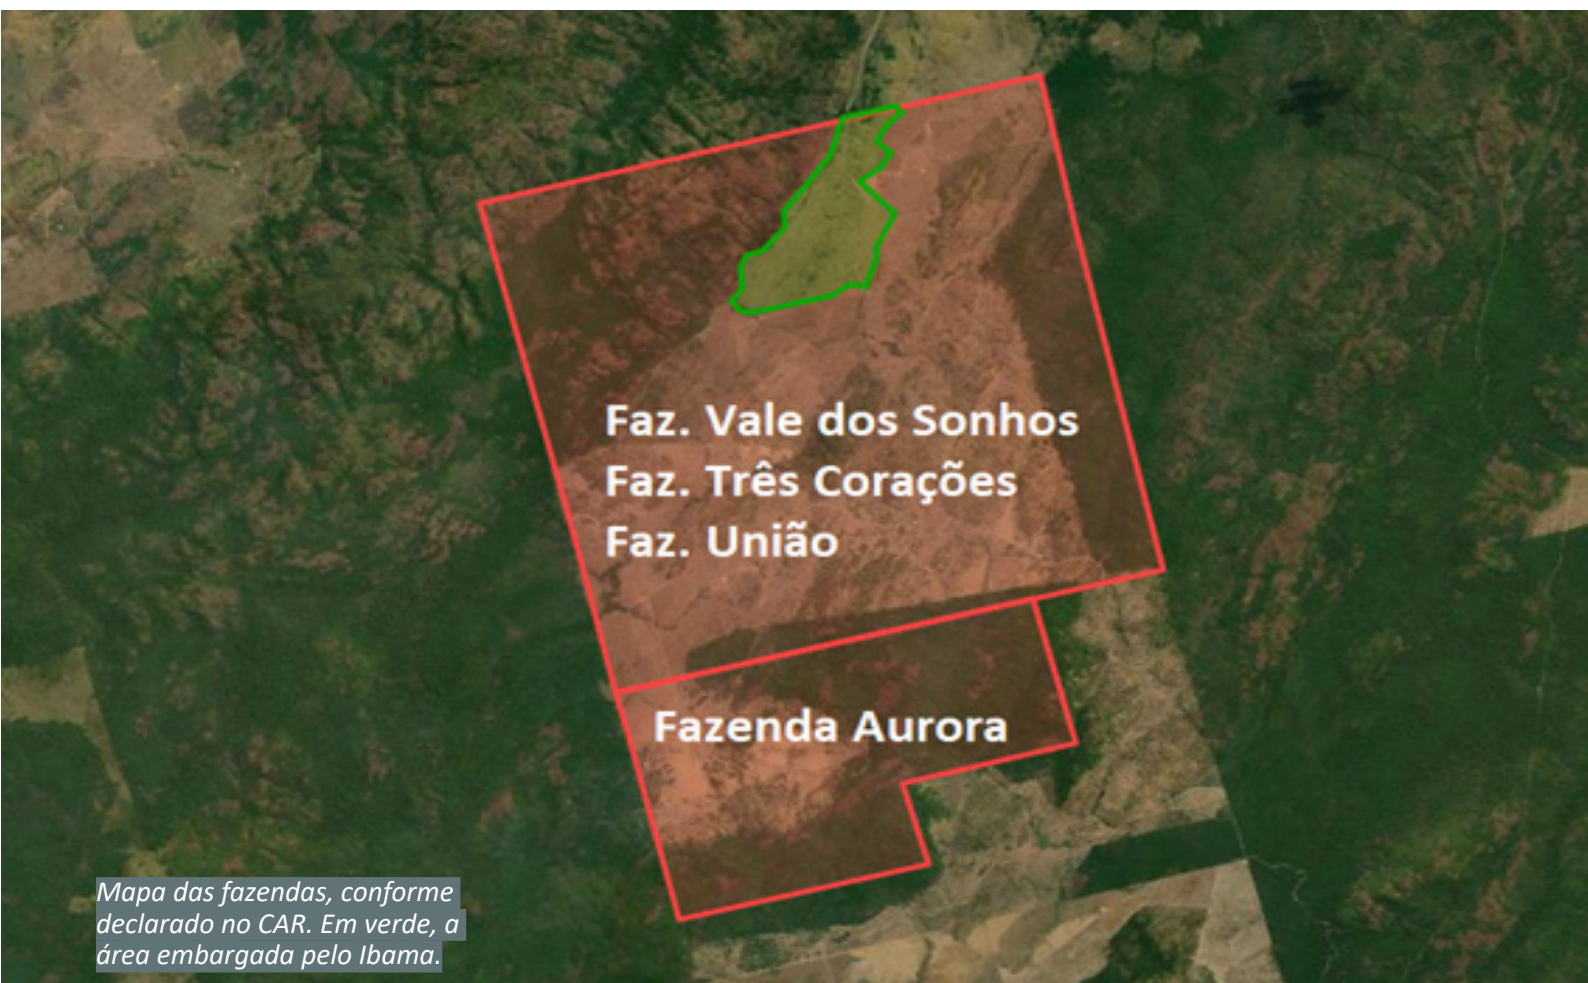 Faz. Vale dos Sonhos
Faz. Três Corações
Faz. União
Fazenda Aurora
Mapa das fazendas, conforme
declarado no CAR. Em verde, a
área embargada pelo Ibama.